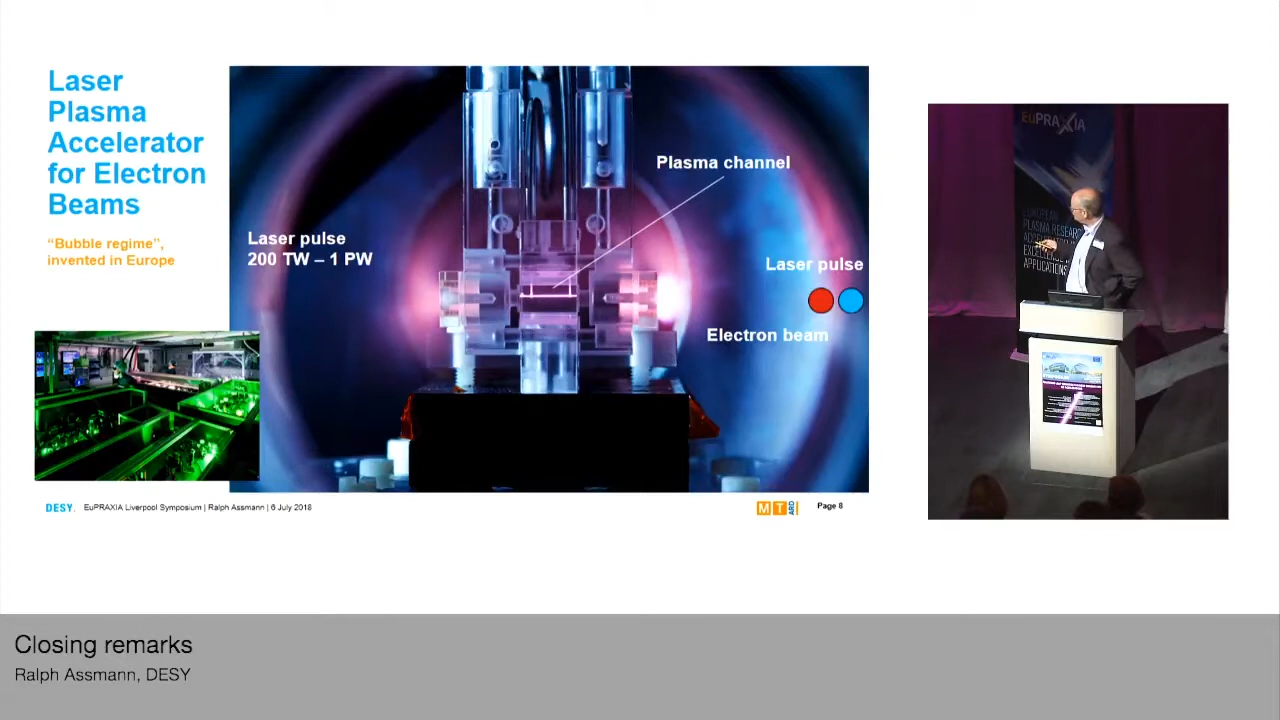 Laser
Plasma
Accelerator
for Electron
Beams
“Bubble regime”,
invented in Europe
Laser pulse
200 TW – 1 PW
Plasma channel
Laser pulse
Electron beam
DESY. EuPRAXIA Liverpool Symposium | Ralph Assmann | 6 July 2018
MT ARD
Page 8
EuPRAXIA
EUROPEAN
PLASMA RESEARCH
ACCELERATOR
EXCELLENCE
APPLICATIONS
Closing remarks
Ralph Assmann, DESY